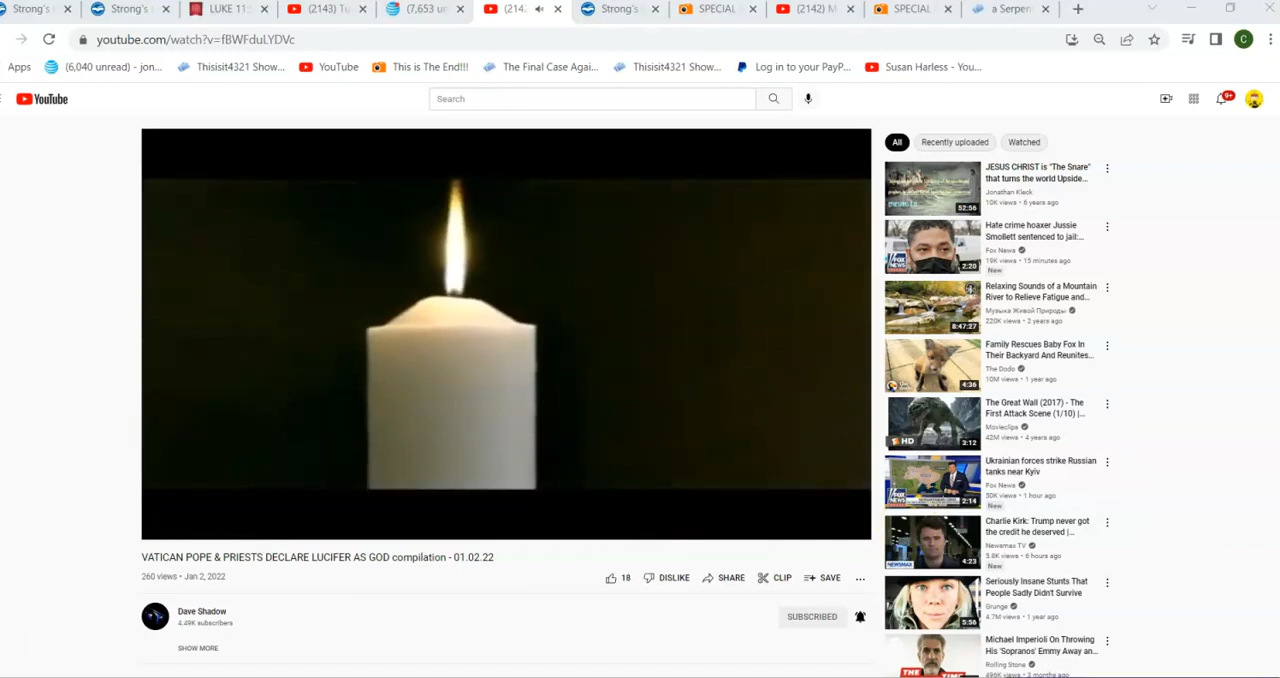 Strong's c
Strong's c
LUKE 11:
(2143) Tu
(7,653 un
(214
Strong's c
SPECIAL
(2142) M
SPECIAL
a Serpen
youtube.com/watch?v=fBWFduLYDVc
Apps
(6,040 unread) - jon...
Thisisit4321 Show...
YouTube
This is The End!!!
The Final Case Agai...
Thisisit4321 Show...
Log in to your PayP...
Susan Harless - You...
C
YouTube
Search
9+
All
Recently uploaded
Watched
JESUS CHRIST is "The Snare"
that turns the world Upside...
Jonathan Kleck
10K views • 6 years ago
52:56
Hate crime hoaxer Jussie
Smollett sentenced to jail:...
Fox News
19K views • 15 minutes ago
New
2:20
Relaxing Sounds of a Mountain
River to Relieve Fatigue and...
Музыка Живой Природы
220K views • 2 years ago
8:47:27
Family Rescues Baby Fox In
Their Backyard And Reunites...
The Dodo
10M views • 1 year ago
4:36
The Great Wall (2017) - The
First Attack Scene (1/10) |...
Movieclips
42M views • 4 years ago
HD
3:12
Ukrainian forces strike Russian
tanks near Kyiv
Fox News
50K views • 1 hour ago
New
2:14
Charlie Kirk: Trump never got
the credit he deserved |...
Newsmax TV
5.8K views • 6 hours ago
New
NEWSMAX
4:23
Seriously Insane Stunts That
People Sadly Didn't Survive
Grunge
4.7M views • 1 year ago
5:56
Michael Imperioli On Throwing
His 'Sopranos' Emmy Away an...
Rolling Stone
496K views • 3 months ago
VATICAN POPE & PRIESTS DECLARE LUCIFER AS GOD compilation - 01.02.22
260 views • Jan 2, 2022
18
DISLIKE
SHARE
CLIP
SAVE
Dave Shadow
4.49K subscribers
SUBSCRIBED
SHOW MORE